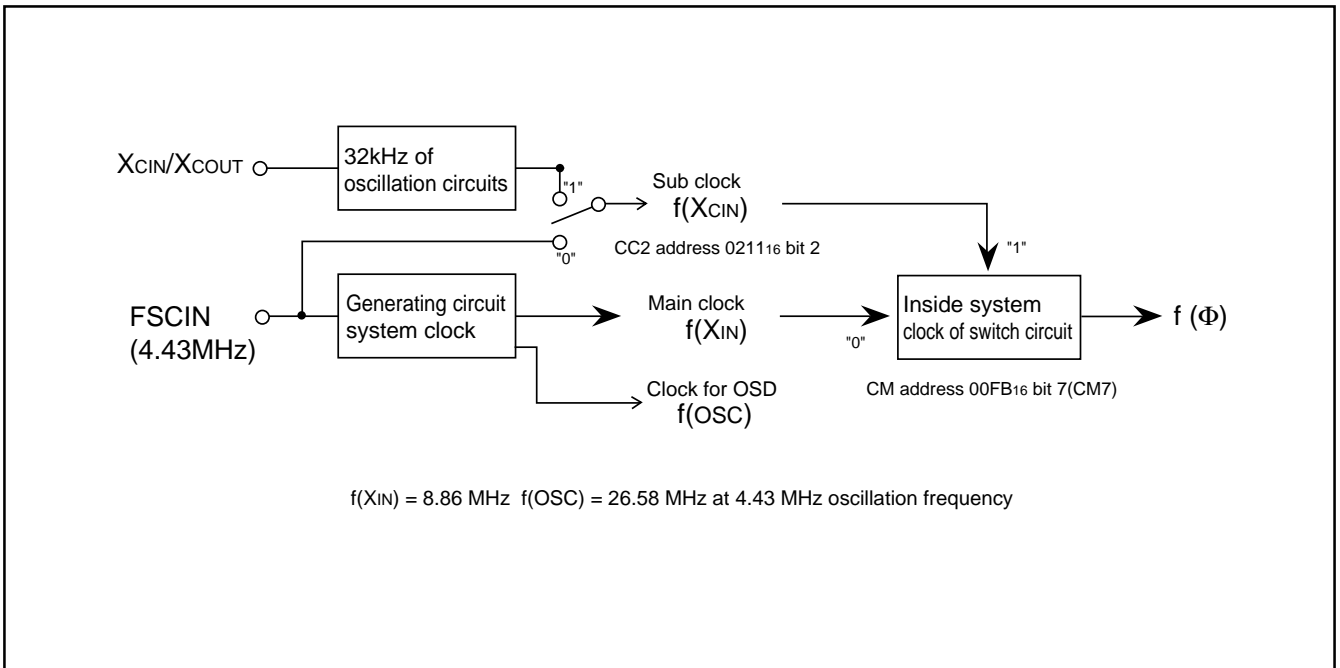 XCIN/XCOUT
32kHz of
oscillation circuits
"1"
"0"
Sub clock
f(XCIN)
CC2 address 021116 bit 2
"1"
FSCIN
(4.43MHz)
Generating circuit
system clock
Main clock
f(XIN)
"0"
Inside system
clock of switch circuit
f (Φ)
CM address 00FB16 bit 7(CM7)
Clock for OSD
f(OSC)
f(XIN) = 8.86 MHz f(OSC) = 26.58 MHz at 4.43 MHz oscillation frequency